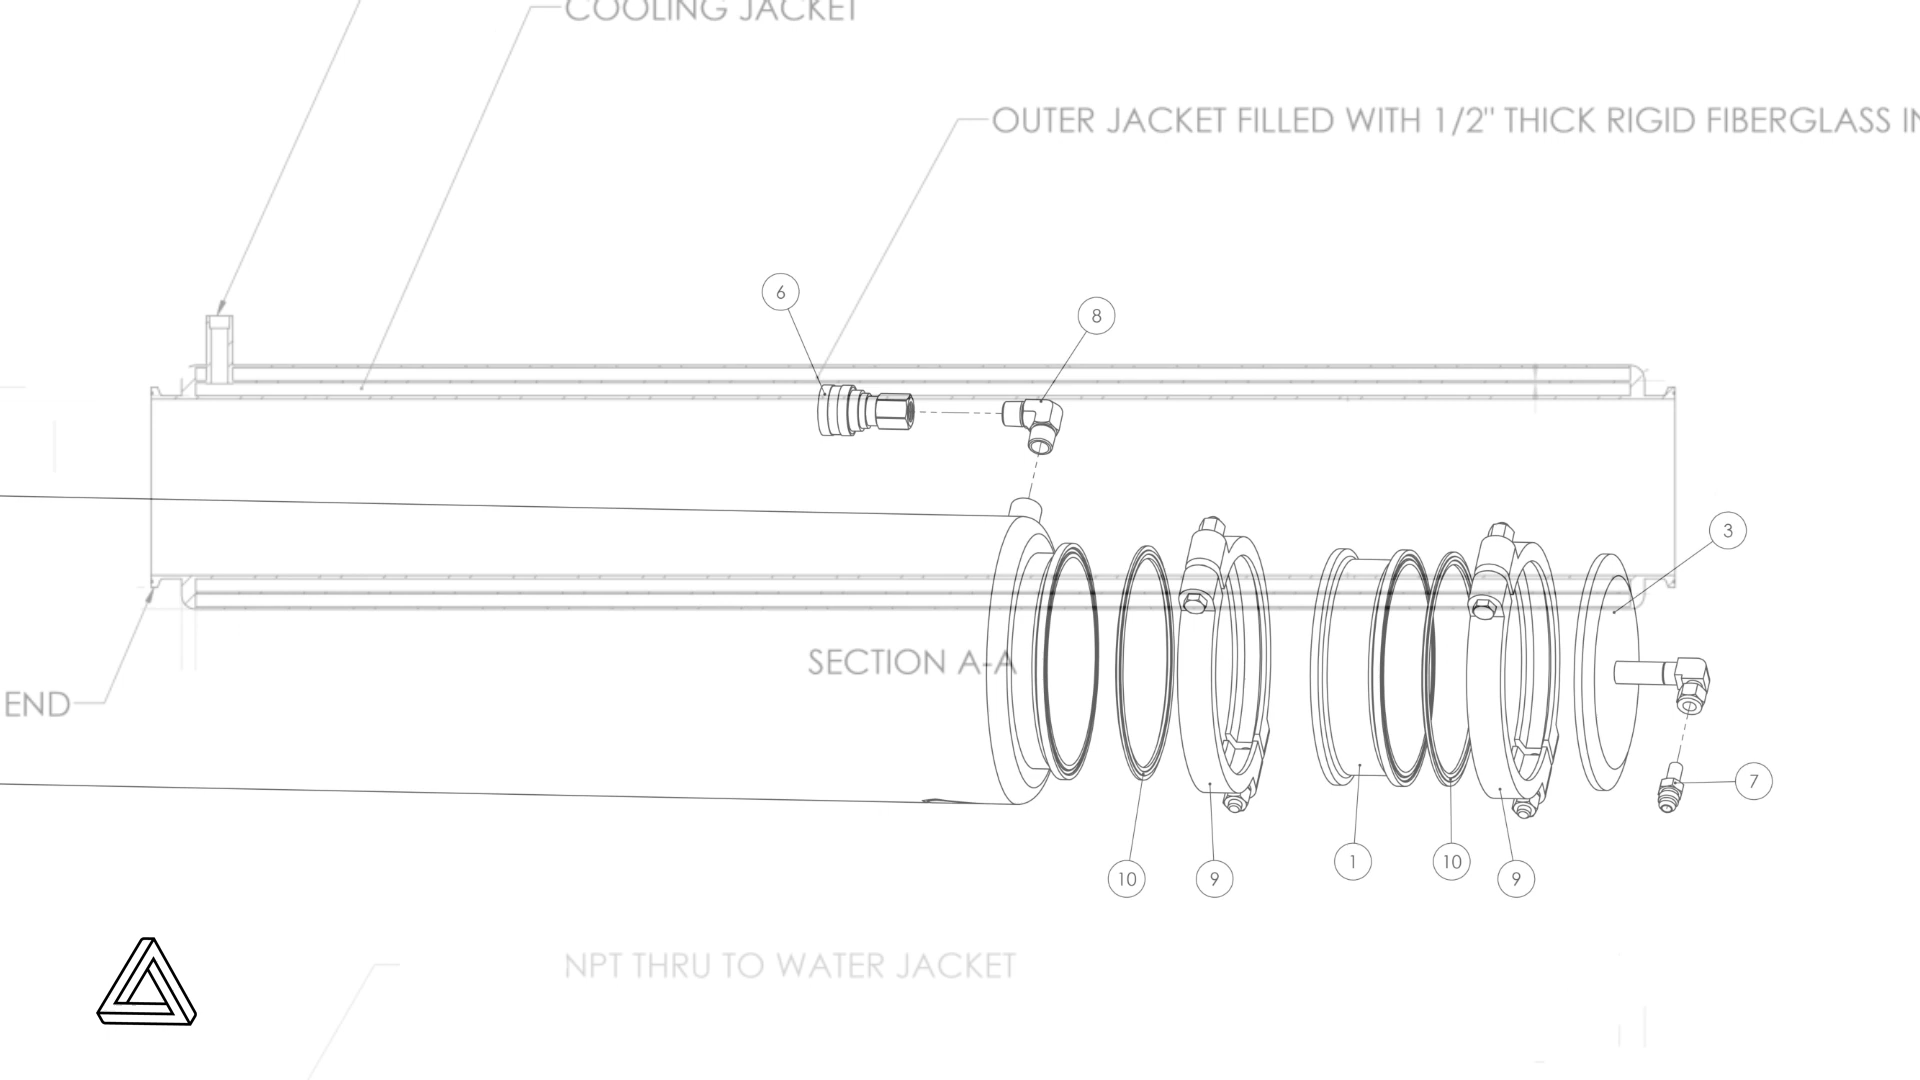 COOLING JACKET
OUTER JACKET FILLED WITH 1/2" THICK RIGID FIBERGLASS
6
8
3
SECTION A-A
END
7
10
9
1
10
9
NPT THRU TO WATER JACKET